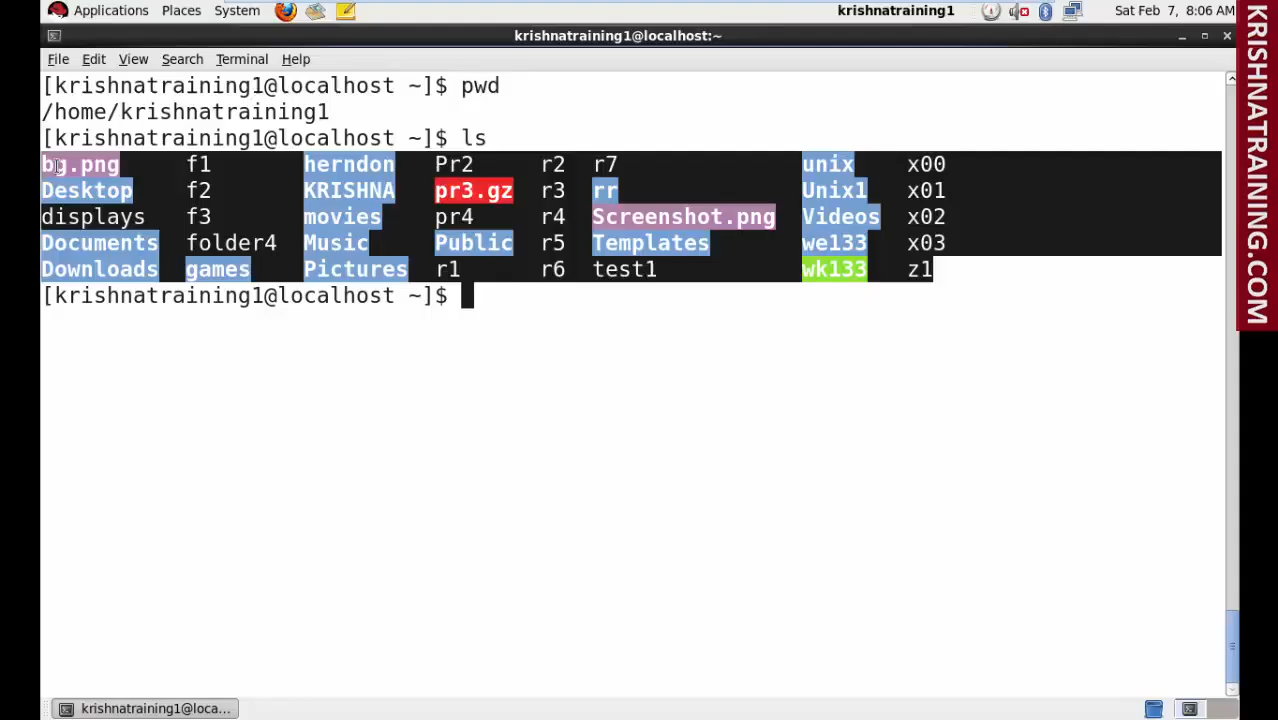 Applications Places System krishnatraining1 Sat Feb 7, 8:06 AM
krishnatraining1@localhost:~
File Edit View Search Terminal Help
[krishnatraining1@localhost ~]$ pwd
/home/krishnatraining1
[krishnatraining1@localhost ~]$ ls
bg.png f1 herndon Pr2 r2 r7 unix x00
Desktop f2 KRISHNA pr3.gz r3 rr Unix1 x01
displays f3 movies pr4 r4 Screenshot.png Videos x02
Documents folder4 Music Public r5 Templates we133 x03
Downloads games Pictures r1 r6 test1 wk133 z1
[krishnatraining1@localhost ~]$
krishnatraining1@loca...
KRISHNATRAINING.COM